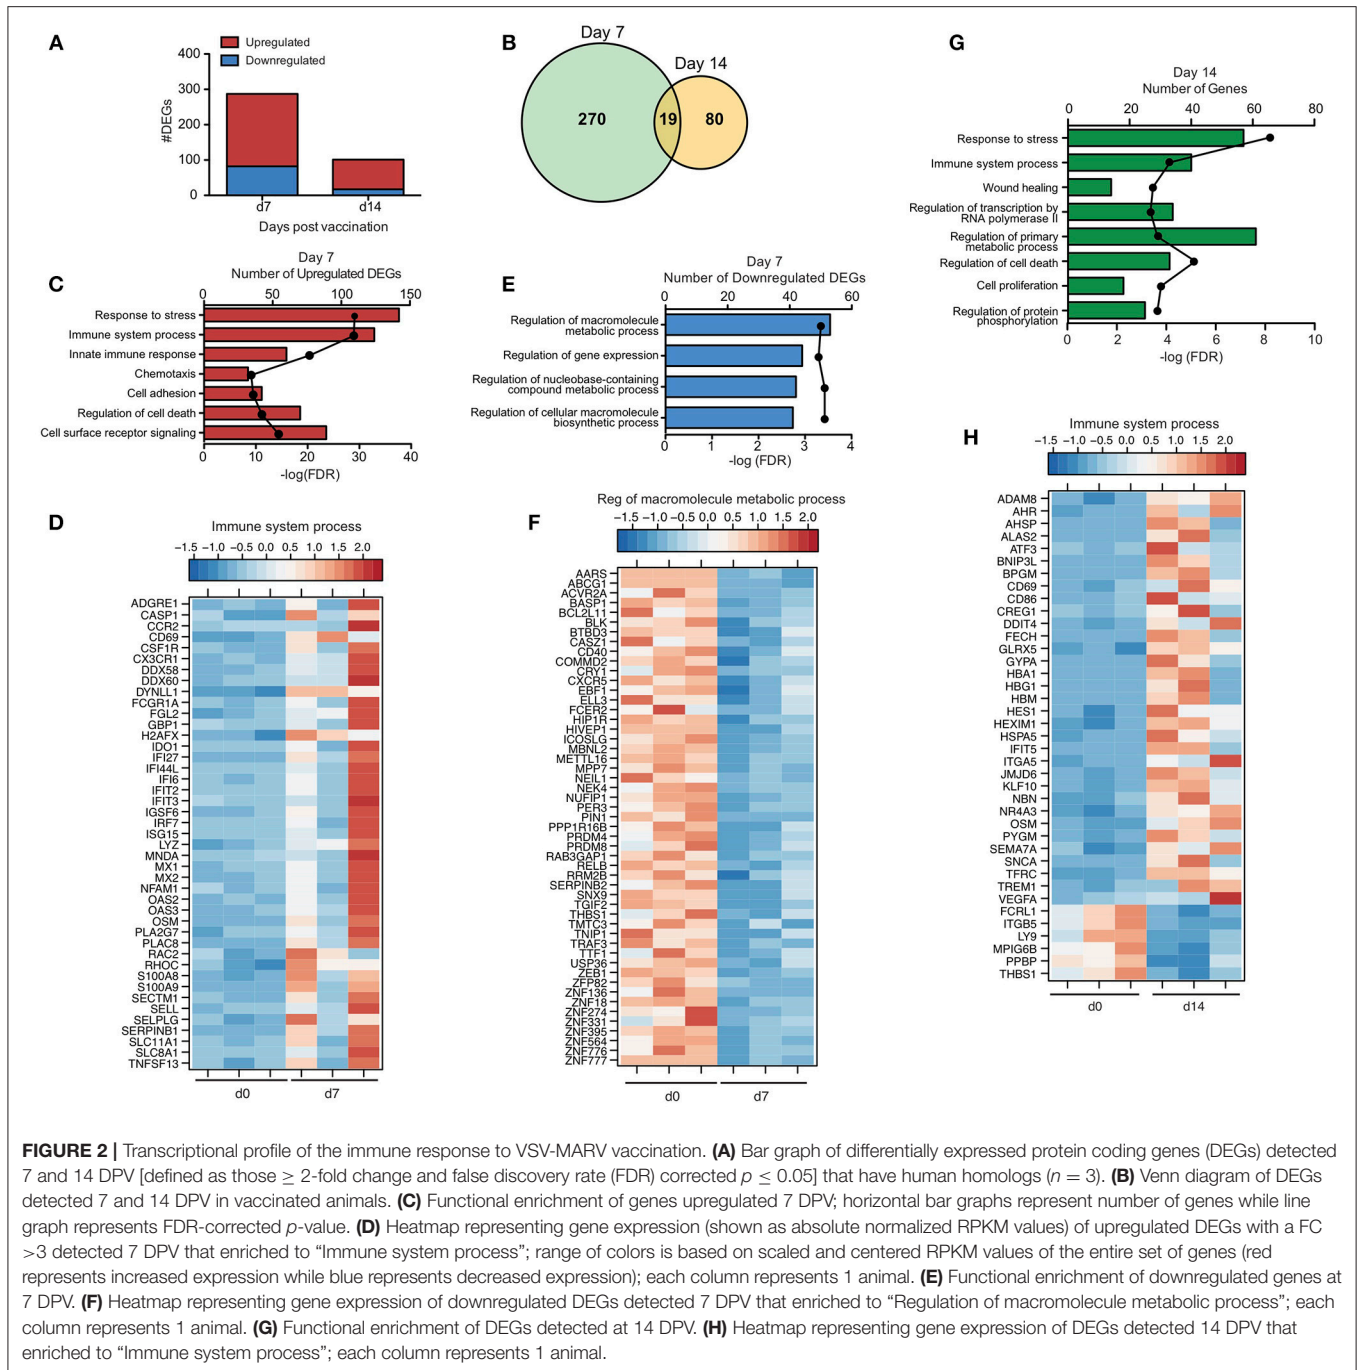 A
Upregulated
Downregulated
400
300
200
100
0
#DEGs
d7
d14
Days post vaccination
B
Day 7
Day 14
270
19
80
G
Day 14
Number of Genes
0
20
40
60
80
Response to stress
Immune system process
Wound healing
Regulation of transcription by
RNA polymerase II
Regulation of primary
metabolic process
Regulation of cell death
Cell proliferation
Regulation of protein
phosphorylation
0
2
4
6
8
10
-log (FDR)
C
Day 7
Number of Upregulated DEGs
0
50
100
150
Response to stress
Immune system process
Innate immune response
Chemotaxis
Cell adhesion
Regulation of cell death
Cell surface receptor signaling
0
10
20
30
40
-log(FDR)
E
Day 7
Number of Downregulated DEGs
0
20
40
60
Regulation of macromolecule
metabolic process
Regulation of gene expression
Regulation of nucleobase-containing
compound metabolic process
Regulation of cellular macromolecule
biosynthetic process
0
1
2
3
4
-log (FDR)
D
Immune system process
−1.5 −1.0 −0.5 0.0 0.5 1.0 1.5 2.0
ADGRE1
CASP1
CCR2
CD69
CSF1R
CX3CR1
DDX58
DDX60
DYNLL1
FCGR1A
FGL2
GBP1
H2AFX
IDO1
IFI27
IFI44L
IFI6
IFIT2
IFIT3
IGSF6
IRF7
ISG15
LYZ
MNDA
MX1
MX2
NFAM1
OAS2
OAS3
OSM
PLA2G7
PLAC8
RAC2
RHOC
S100A8
S100A9
SECTM1
SELL
SELPLG
SERPINB1
SLC11A1
SLC8A1
TNFSF13
d0
d7
F
Reg of macromolecule metabolic process
−1.5 −1.0 −0.5 0.0 0.5 1.0 1.5 2.0
AARS
ABCG1
ACVR2A
BASP1
BCL2L11
BLK
BTBD3
CASZ1
CD40
COMMD2
CRY1
CXCR5
EBF1
ELL3
FCER2
HIP1R
HIVEP1
ICOSLG
MBNL2
METTL16
MPP7
NEIL1
NEK4
NUFIP1
PER3
PIN1
PPP1R16B
PRDM4
PRDM8
RAB3GAP1
RELB
RRM2B
SERPINB2
SNX9
TGIF2
THBS1
TMTC3
TNIP1
TRAF3
TTF1
USP36
ZEB1
ZFP82
ZNF136
ZNF18
ZNF274
ZNF331
ZNF395
ZNF564
ZNF776
ZNF777
d0
d7
H
Immune system process
−1.5 −1.0 −0.5 0.0 0.5 1.0 1.5 2.0
ADAM8
AHR
AHSP
ALAS2
ATF3
BNIP3L
BPGM
CD69
CD86
CREG1
DDIT4
FECH
GLRX5
GYPA
HBA1
HBG1
HBM
HES1
HEXIM1
HSPA5
IFIT5
ITGA5
JMJD6
KLF10
NBN
NR4A3
OSM
PYGM
SEMA7A
SNCA
TFRC
TREM1
VEGFA
FCRL1
ITGB5
LY9
MPIG6B
PPBP
THBS1
d0
d14
FIGURE 2 | Transcriptional profile of the immune response to VSV-MARV vaccination. (A) Bar graph of differentially expressed protein coding genes (DEGs) detected
7 and 14 DPV [defined as those ≥ 2-fold change and false discovery rate (FDR) corrected p ≤ 0.05] that have human homologs (n = 3). (B) Venn diagram of DEGs
detected 7 and 14 DPV in vaccinated animals. (C) Functional enrichment of genes upregulated 7 DPV; horizontal bar graphs represent number of genes while line
graph represents FDR-corrected p-value. (D) Heatmap representing gene expression (shown as absolute normalized RPKM values) of upregulated DEGs with a FC
>3 detected 7 DPV that enriched to “Immune system process”; range of colors is based on scaled and centered RPKM values of the entire set of genes (red
represents increased expression while blue represents decreased expression); each column represents 1 animal. (E) Functional enrichment of downregulated genes at
7 DPV. (F) Heatmap representing gene expression of downregulated DEGs detected 7 DPV that enriched to “Regulation of macromolecule metabolic process”; each
column represents 1 animal. (G) Functional enrichment of DEGs detected at 14 DPV. (H) Heatmap representing gene expression of DEGs detected 14 DPV that
enriched to “Immune system process”; each column represents 1 animal.